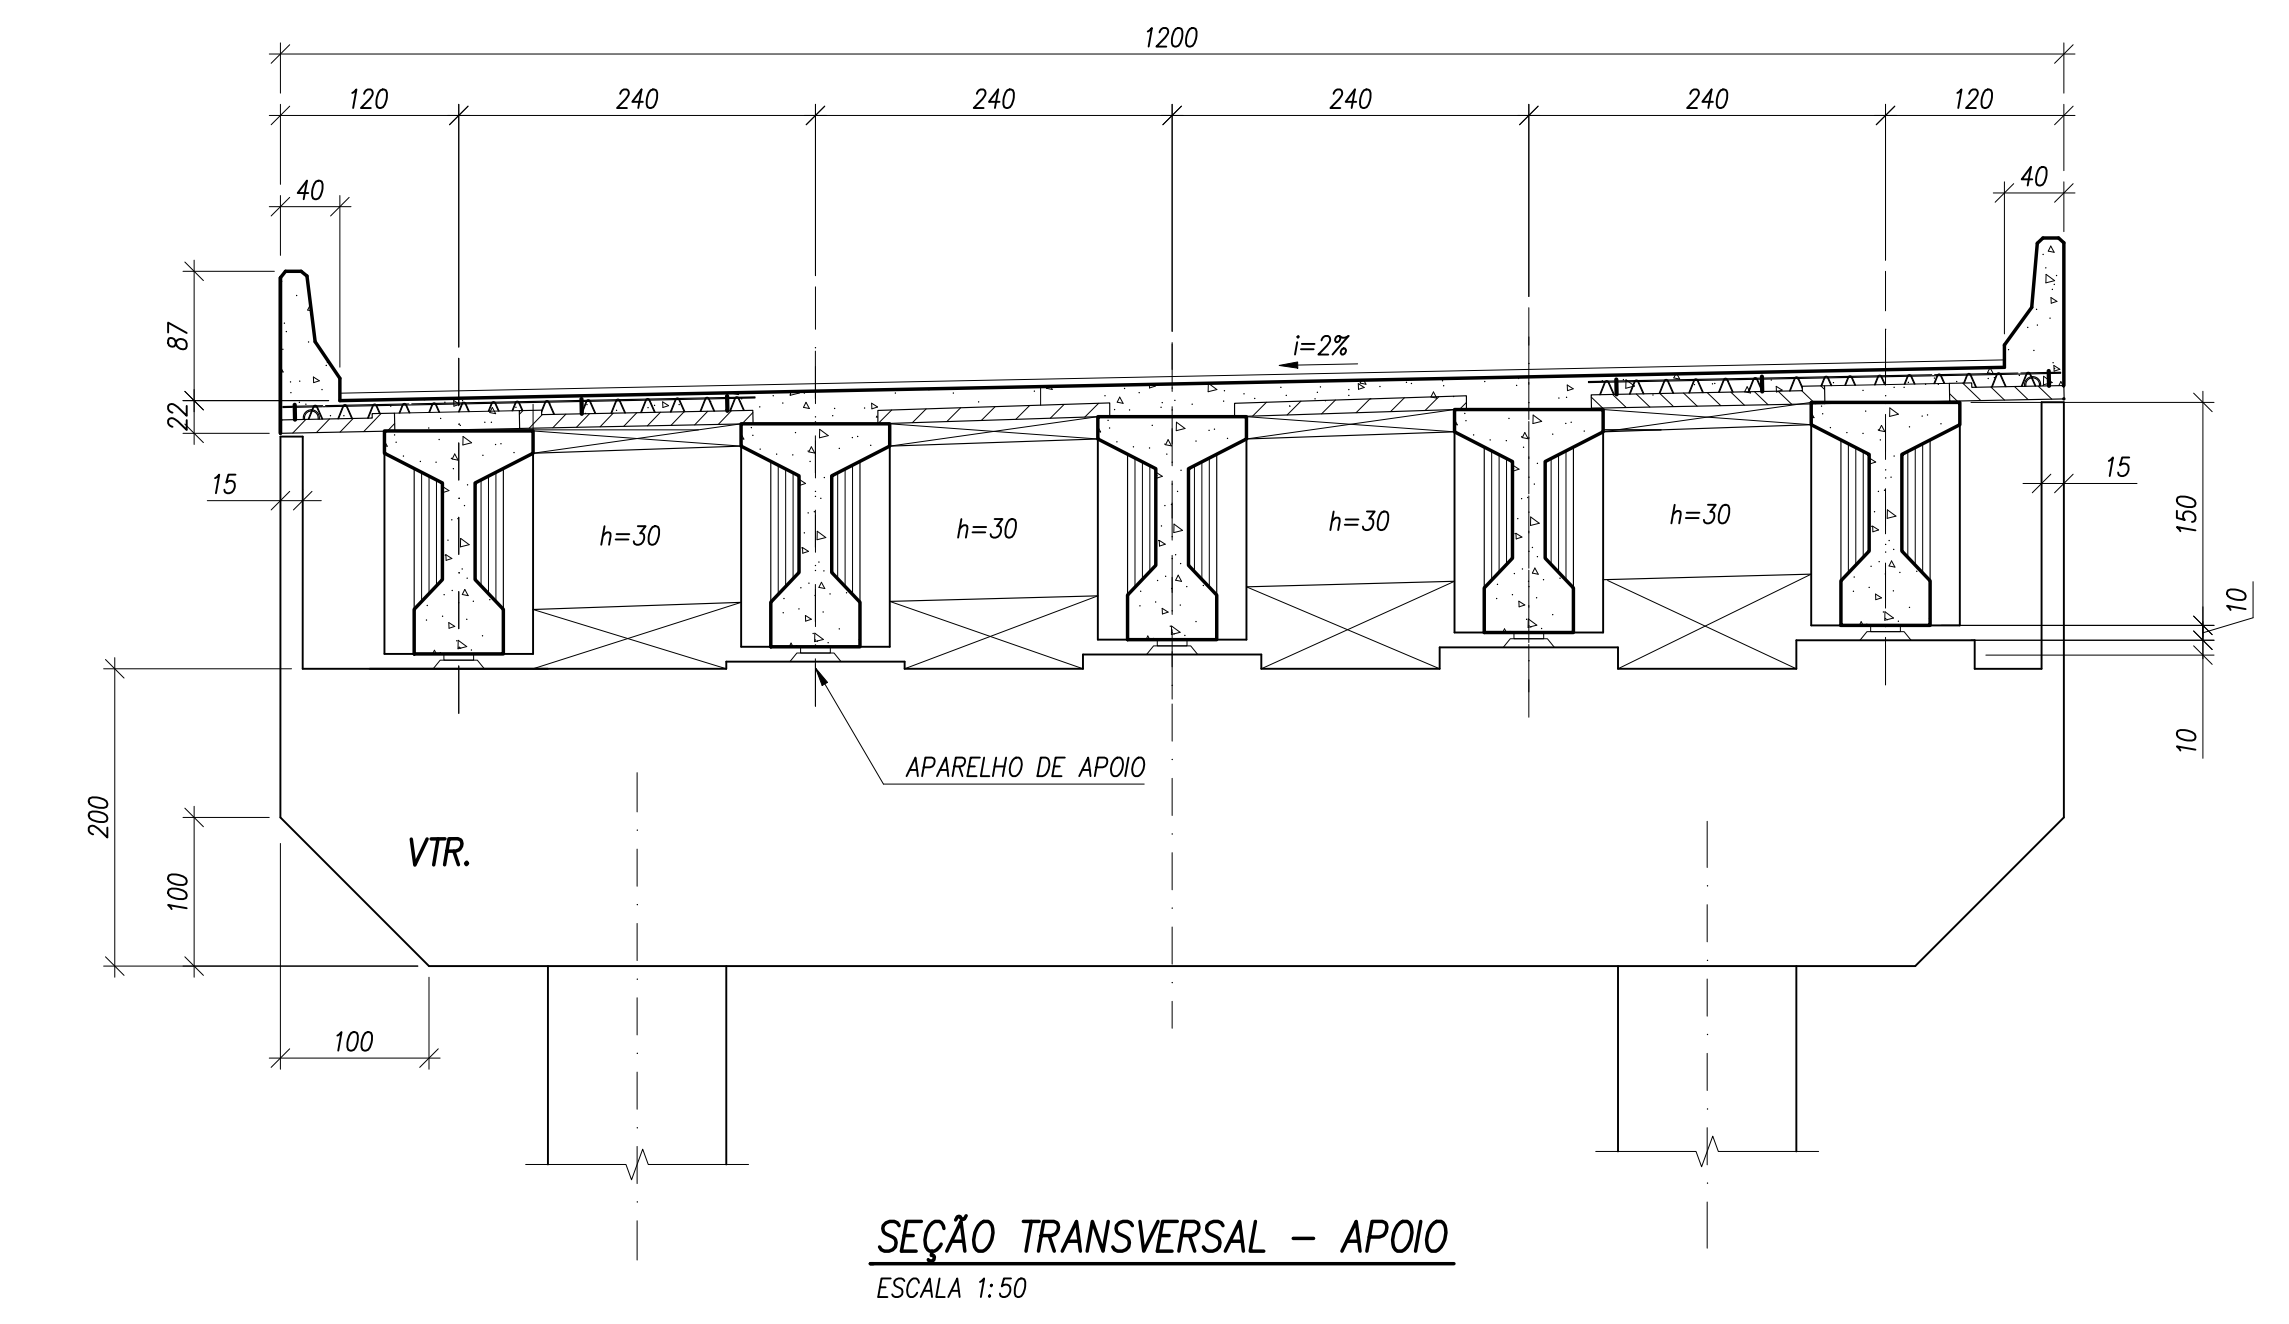 1200
120 240 240 240 240 120
40 40
87
i=2%
22
15 15
150
h=30 h=30 h=30 h=30
10
10
APARELHO DE APOIO
200
VTR.
100
100
SEÇÃO TRANSVERSAL – APOIO
ESCALA 1:50